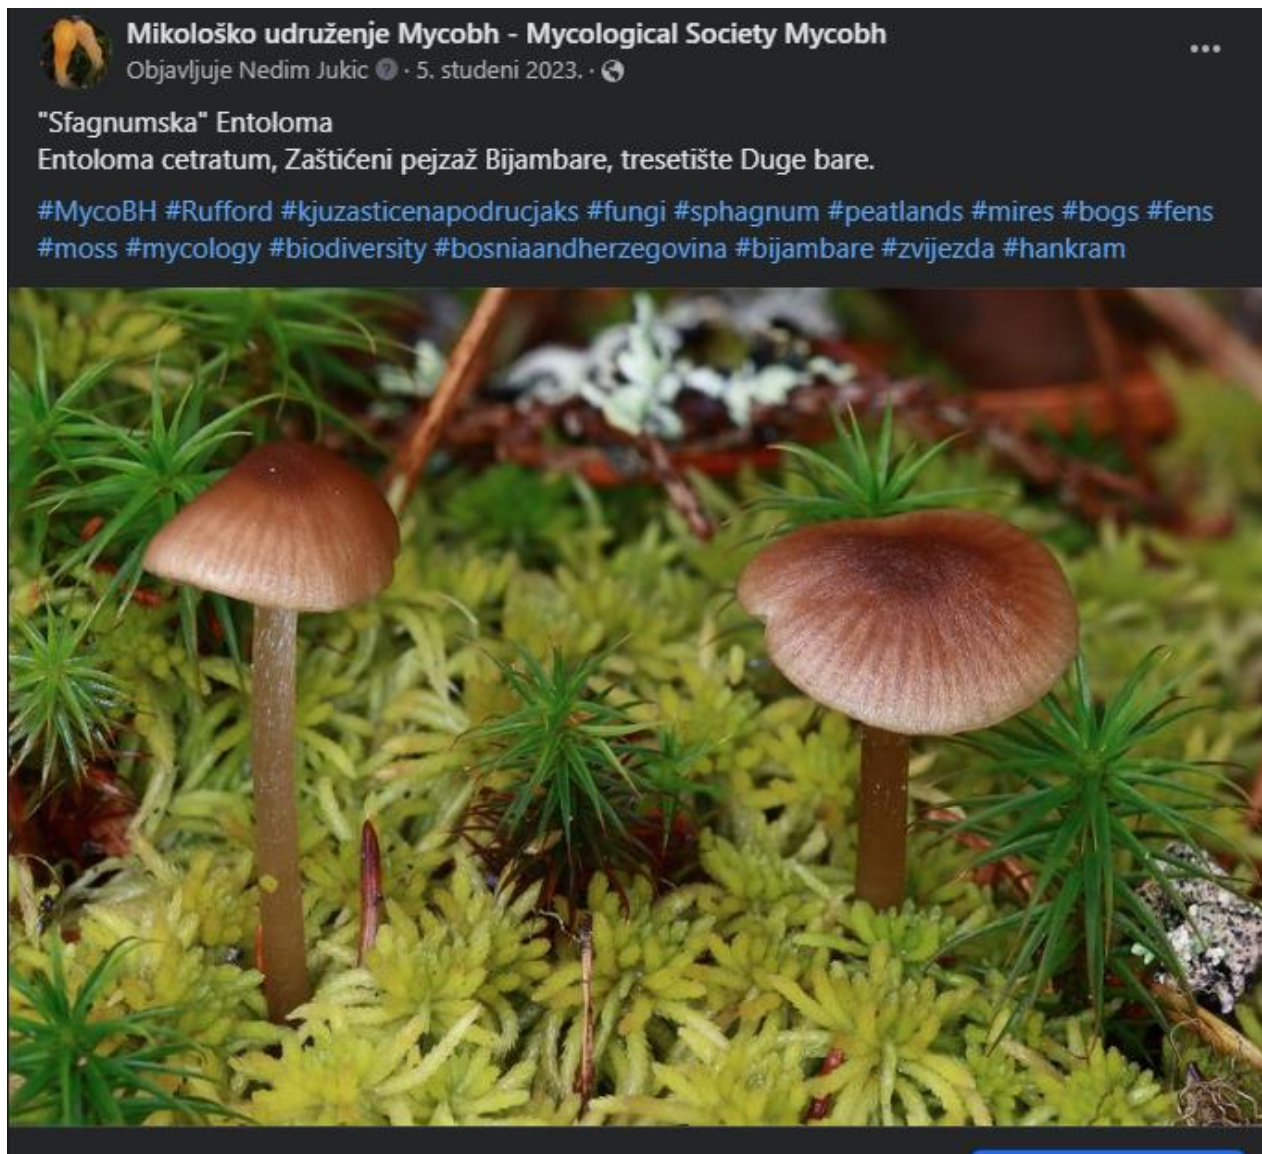 Mikološko udruženje Mycobh - Mycological Society Mycobh
Objavljuje Nedim Jukic · 5. studeni 2023. ·
"Sfagnumska" Entoloma
Entoloma cetratum, Zaštićeni pejzaž Bijambare, tresetište Duge bare.
#MycoBH #Rufford #kjuzasticenapodrucjaks #fungi #sphagnum #peatlands #mires #bogs #fens
#moss #mycology #biodiversity #bosniaandherzegovina #bijambare #zvijezda #hankram